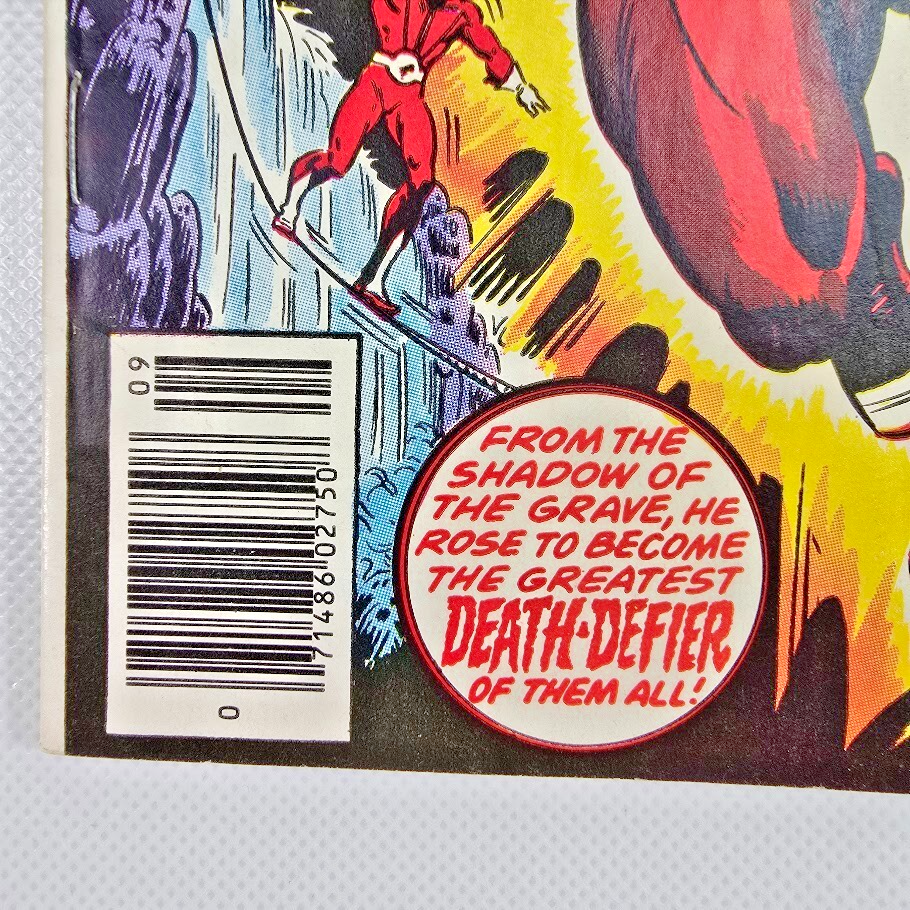 09
0 71486 02750
FROM THE
SHADOW OF
THE GRAVE, HE
ROSE TO BECOME
THE GREATEST
DEATH-DEFIER
OF THEM ALL!